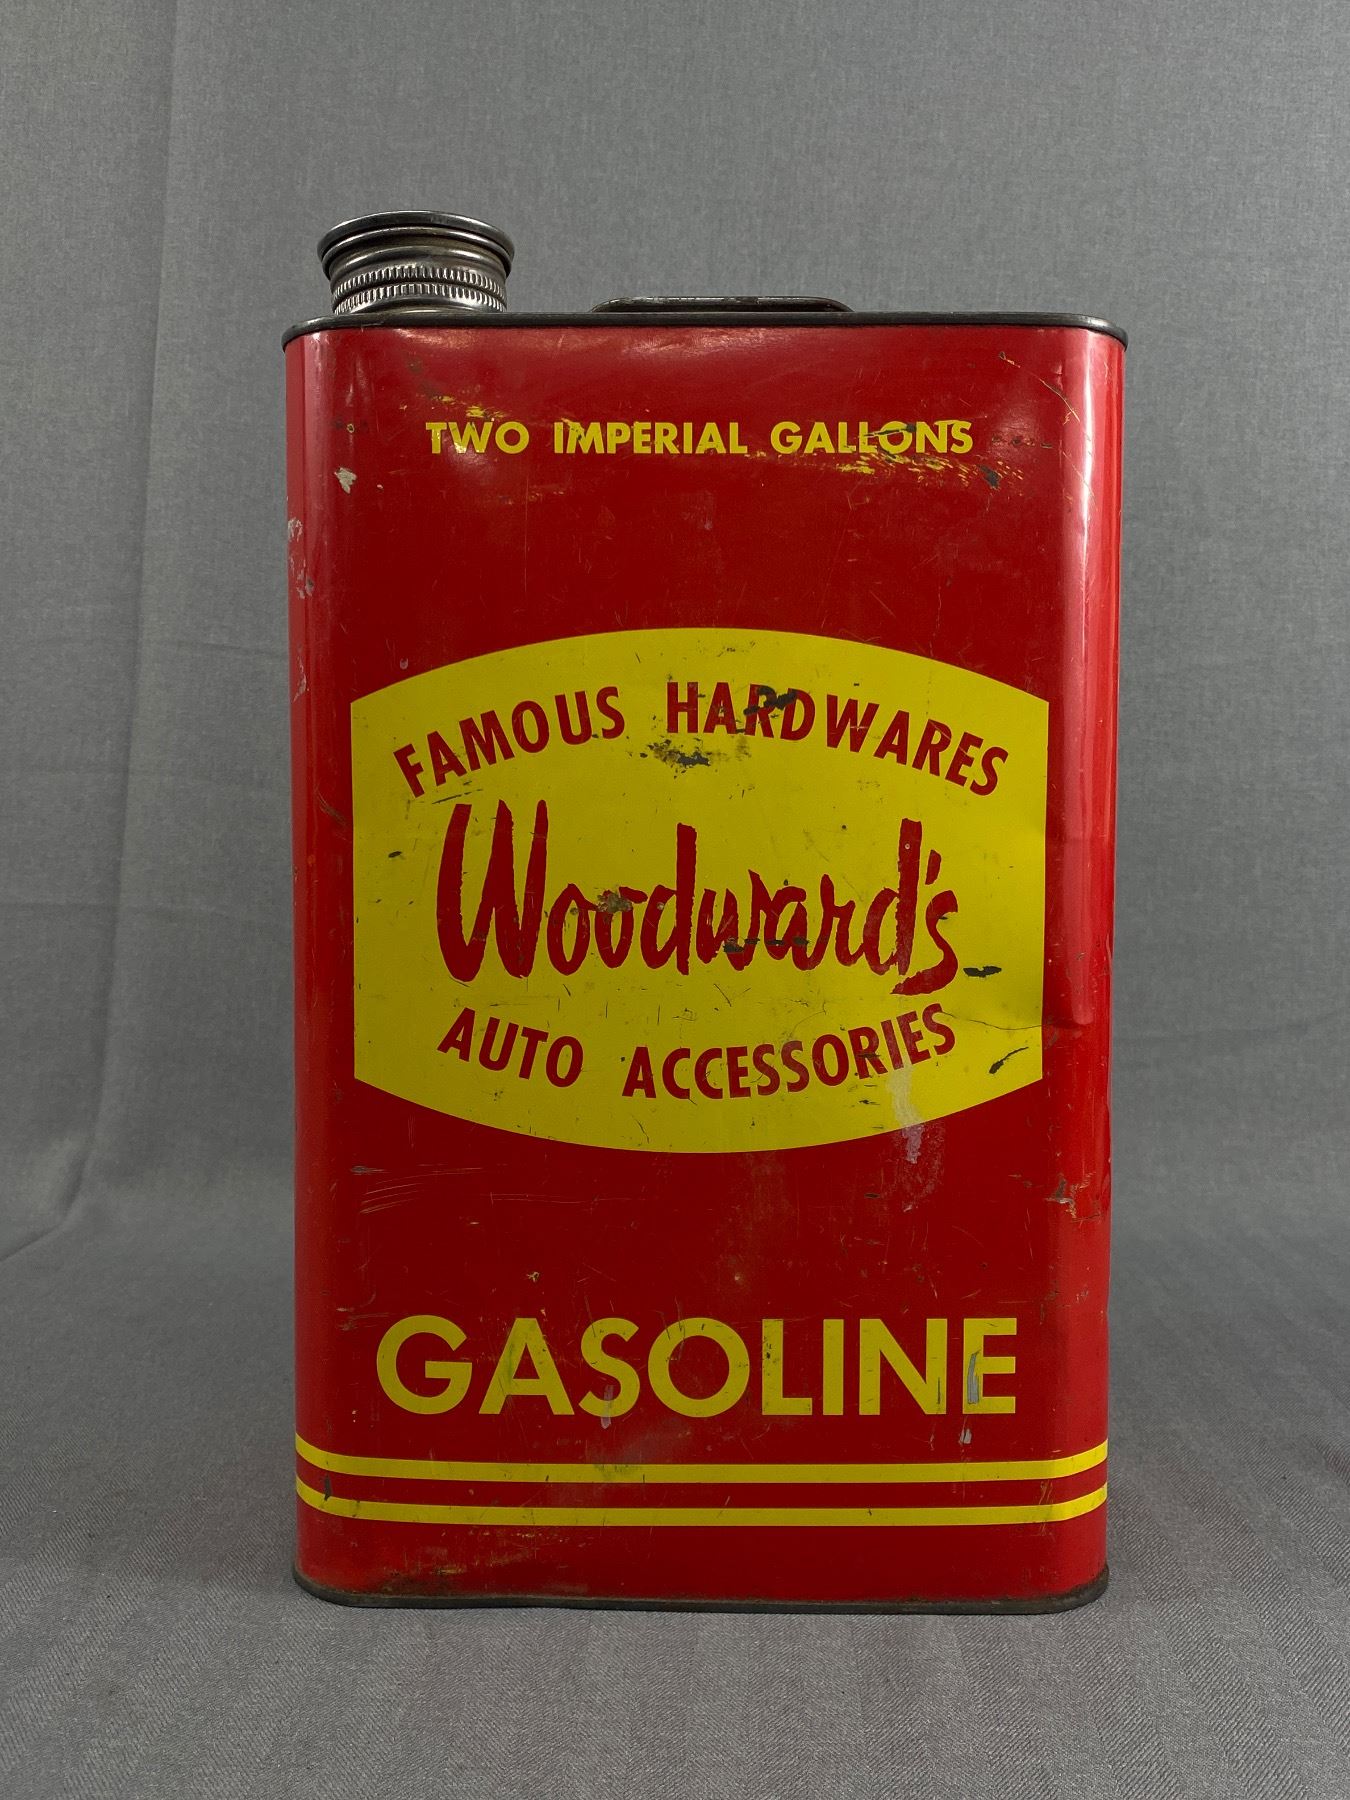 TWO IMPERIAL GALLONS
FAMOUS HARDWARES
Woodward's
AUTO ACCESSORIES
GASOLINE